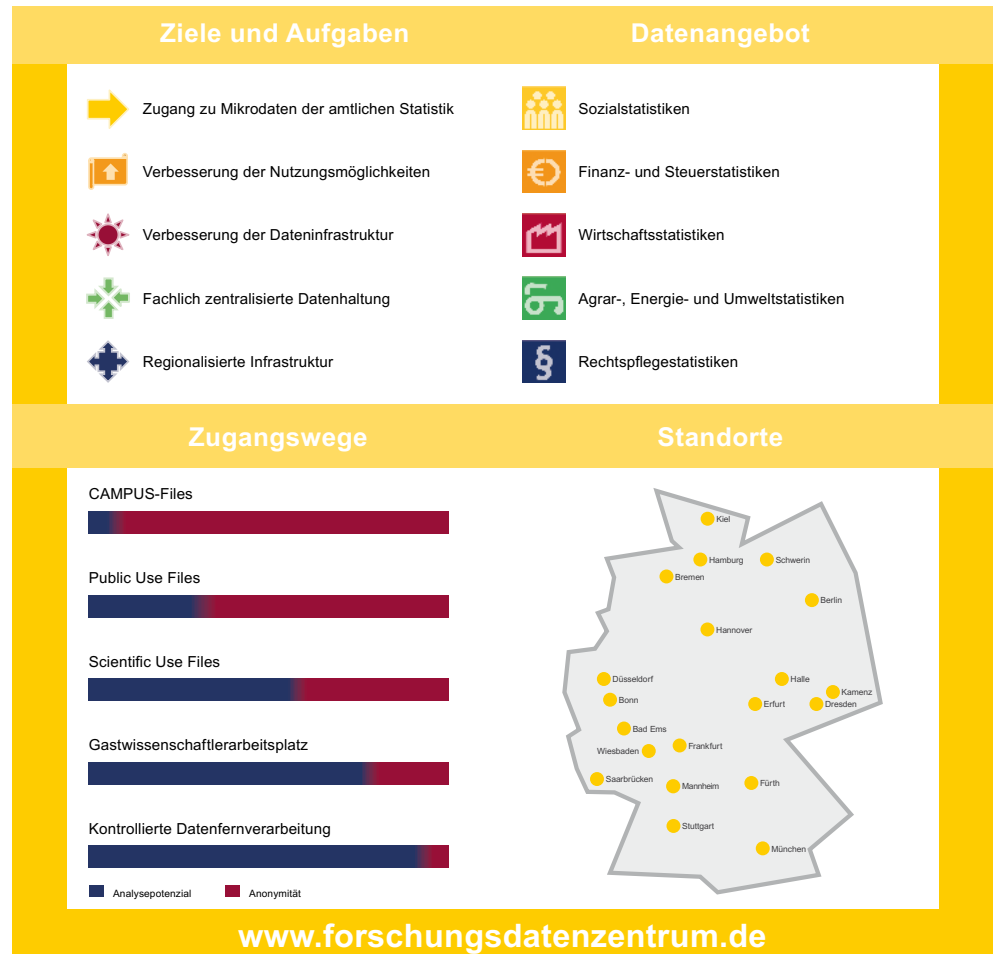 Ziele und Aufgaben
Zugang zu Mikrodaten der amtlichen Statistik
Verbesserung der Nutzungsmöglichkeiten
Verbesserung der Dateninfrastruktur
Fachlich zentralisierte Datenhaltung
Regionalisierte Infrastruktur
Datenangebot
Sozialstatistiken
Finanz- und Steuerstatistiken
Wirtschaftsstatistiken
Agrar-, Energie- und Umweltstatistiken
§
Rechtspflegestatistiken
Zugangswege
CAMPUS-Files
Public Use Files
Scientific Use Files
Gastwissenschaftlerarbeitsplatz
Kontrollierte Datenfernverarbeitung
Analysepotenzial
Anonymität
Standorte
Kiel
Hamburg
Schwerin
Bremen
Berlin
Hannover
Düsseldorf
Halle
Kamenz
Bonn
Erfurt
Dresden
Bad Ems
Wiesbaden
Frankfurt
Saarbrücken
Mannheim
Fürth
Stuttgart
München
www.forschungsdatenzentrum.de